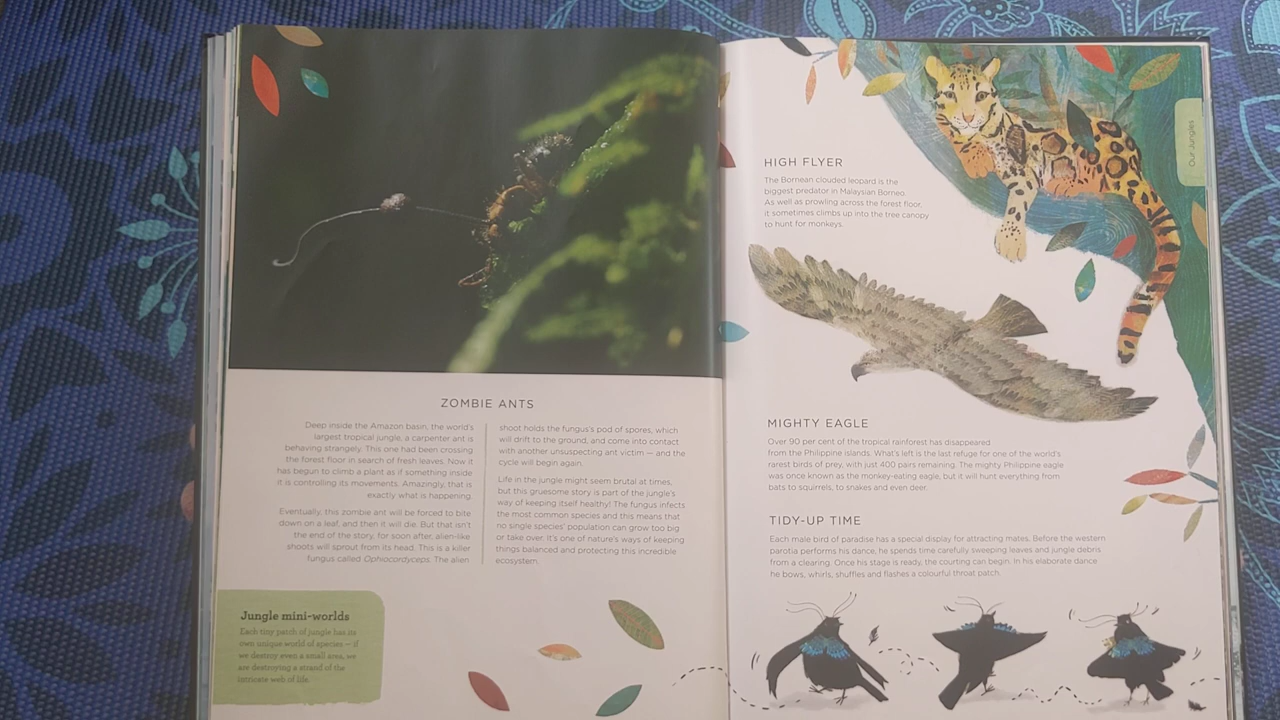 ZOMBIE ANTS
Deep inside the Amazon basin, the world's
largest tropical jungle, a carpenter ant is
behaving strangely. This one had been crossing
the forest floor in search of fresh leaves. Now it
has begun to climb a plant as if something inside
it is controlling its movements. Amazingly, that is
exactly what is happening.
Eventually, this zombie ant will be forced to bite
down on a leaf, and then it will die. But that isn't
the end of the story, for soon after, alien-like
shoots will sprout from its head. This is a killer
fungus called Ophiocordyceps. The alien
shoot holds the fungus's pod of spores, which
will drift to the ground, and come into contact
with another unsuspecting ant victim — and the
cycle will begin again.
Life in the jungle might seem brutal at times,
but this gruesome story is part of the jungle's
way of keeping itself healthy! The fungus infects
the most common species and this means that
no single species' population can grow too big
or take over. It's one of nature's ways of keeping
things balanced and protecting this incredible
ecosystem.
Jungle mini-worlds
Each tiny patch of jungle has its
own unique world of species — if
we destroy even a small area, we
are destroying a strand of the
intricate web of life.
Our Jungles
HIGH FLYER
The Bornean clouded leopard is the
biggest predator in Malaysian Borneo.
As well as prowling across the forest floor,
it sometimes climbs up into the tree canopy
to hunt for monkeys.
MIGHTY EAGLE
Over 90 per cent of the tropical rainforest has disappeared
from the Philippine islands. What's left is the last refuge for one of the world's
rarest birds of prey, with just 400 pairs remaining. The mighty Philippine eagle
was once known as the monkey-eating eagle, but it will hunt everything from
bats to squirrels, to snakes and even deer.
TIDY-UP TIME
Each male bird of paradise has a special display for attracting mates. Before the western
parotia performs his dance, he spends time carefully sweeping leaves and jungle debris
from a clearing. Once his stage is ready, the courting can begin. In his elaborate dance
he bows, whirls, shuffles and flashes a colourful throat patch.